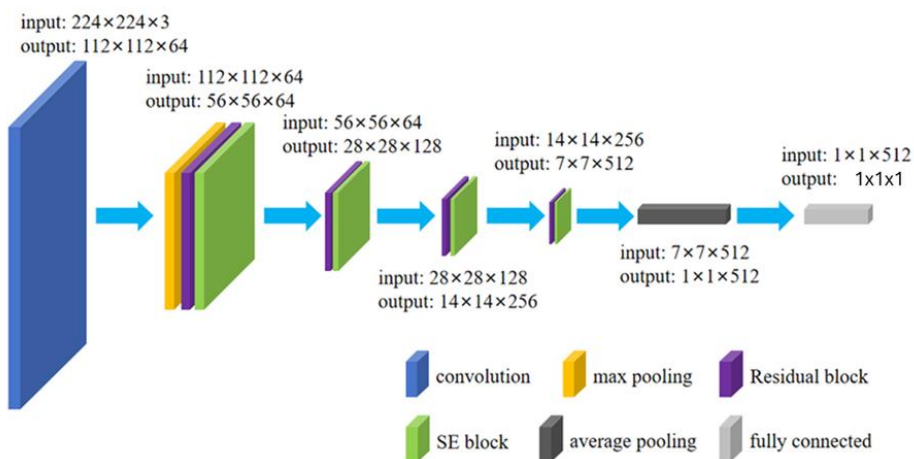 input: 224×224×3
output: 112×112×64
input: 112×112×64
output: 56×56×64
input: 56×56×64
output: 28×28×128
input: 28×28×128
output: 14×14×256
input: 14×14×256
output: 7×7×512
input: 7×7×512
output: 1×1×512
input: 1×1×512
output: 1x1x1
convolution
max pooling
Residual block
SE block
average pooling
fully connected